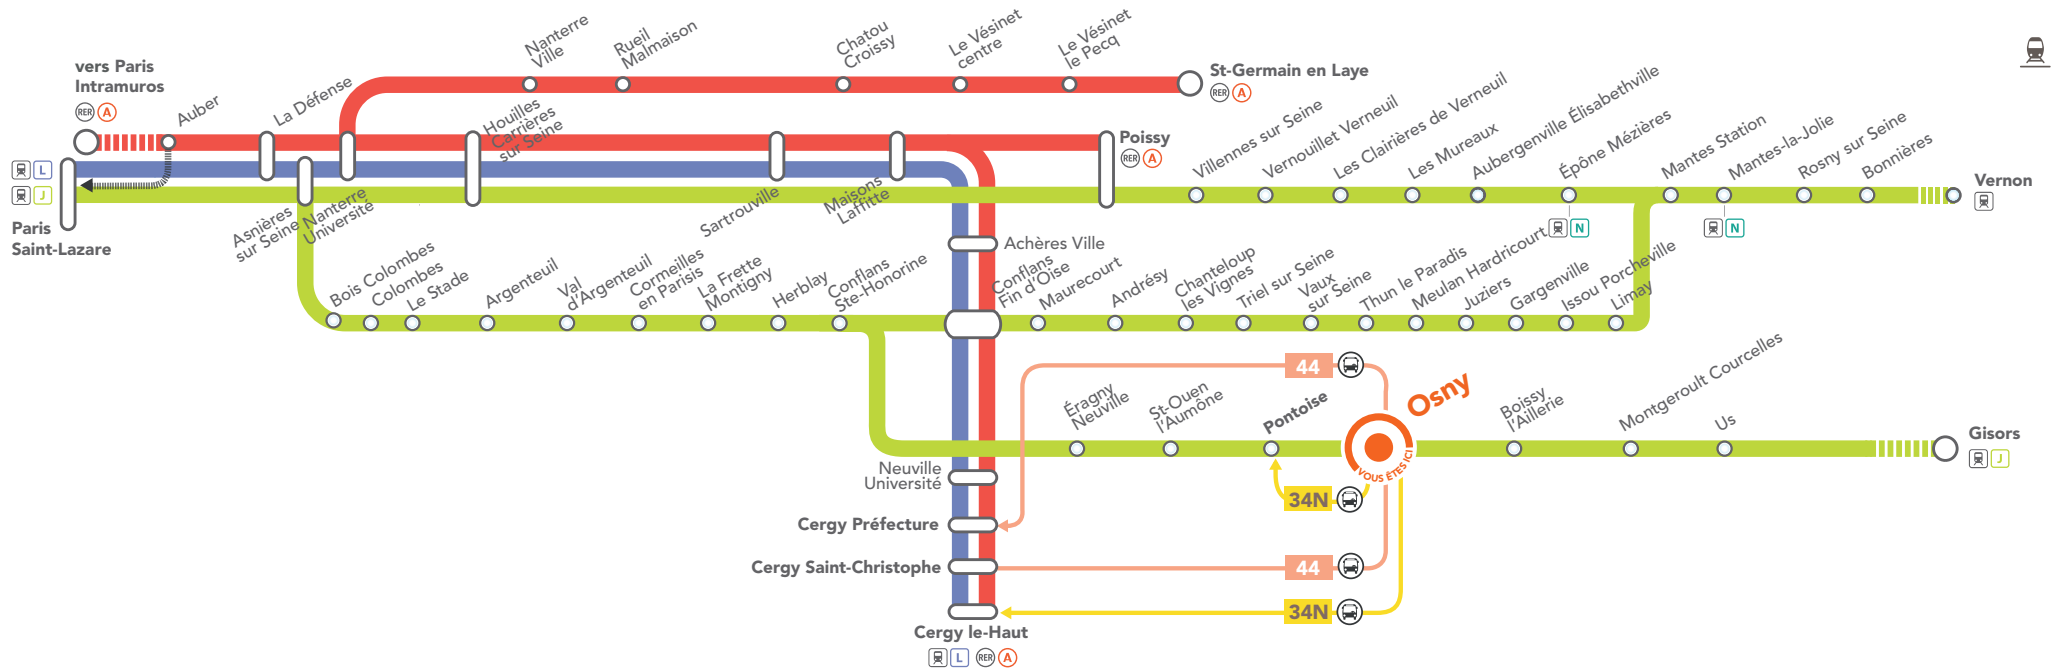 vers Paris
Intramuros
RER A
Auber
La Défense
Nanterre
Ville
Rueil
Malmaison
Chatou
Croissy
Le Vésinet
centre
Le Vésinet
le Pecq
St-Germain en Laye
RER A
Houilles
Carrières
sur Seine
Poissy
RER A
L
J
Paris
Saint-Lazare
Asnières
sur Seine
Nanterre
Université
Sartrouville
Maisons
Laffitte
Villennes sur Seine
Vernouillet Verneuil
Les Clairières de Verneuil
Les Mureaux
Aubergenville Élisabethville
Épône Mézières
N
Mantes Station
Mantes-la-Jolie
N
Rosny sur Seine
Bonnières
Vernon
Achères Ville
Bois Colombes
Colombes
Le Stade
Argenteuil
Val
d'Argenteuil
Cormeilles
en Parisis
La Frette
Montigny
Herblay
Conflans
Ste-Honorine
Conflans
Fin d'Oise
Maurecourt
Andrésy
Chanteloup
les Vignes
Triel sur Seine
Vaux
sur Seine
Thun le Paradis
Meulan Hardricourt
Juziers
Gargenville
Issou Porcheville
Limay
44
Éragny
Neuville
St-Ouen
l'Aumône
Pontoise
Osny
VOUS ÊTES ICI
Boissy
l'Aillerie
Montgeroult Courcelles
Us
Gisors
J
Neuville
Université
34N
Cergy Préfecture
Cergy Saint-Christophe
44
34N
Cergy le-Haut
L RER A